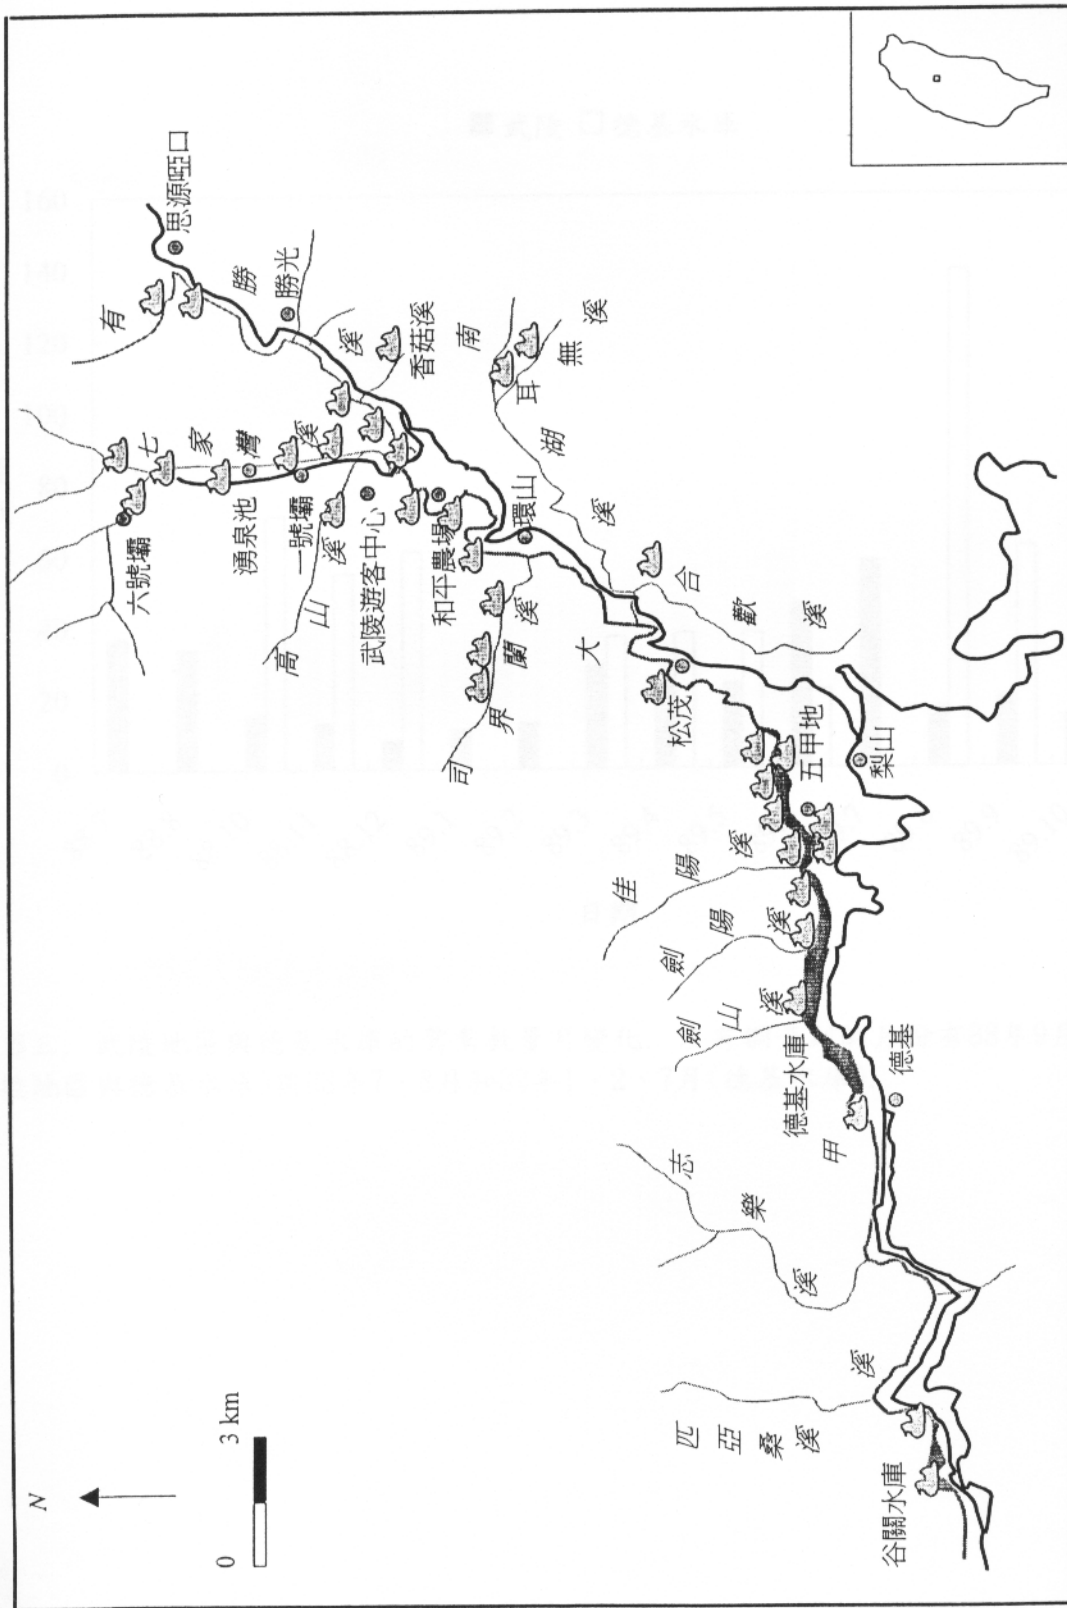 N
0 3 km
思源啞口
有勝溪
勝光
香菇溪
七家灣溪
六號壩
湧泉池
一號壩
高山溪
武陵遊客中心
和平農場
環山
南湖溪
耳無溪
司界蘭溪
合歡溪
大甲溪
松茂
五甲地
梨山
佳陽溪
劍陽溪
劍山溪
德基水庫
德基
志樂溪
匹亞桑溪
谷關水庫